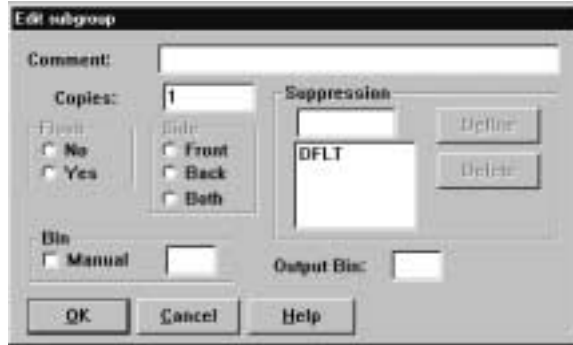 Edit subgroup
Comment:
Copies: 1
Suppression
Define
DFLT
Delete
Flash
No
Yes
Side
Front
Back
Both
Bin
Manual
Output Bin:
OK
Cancel
Help